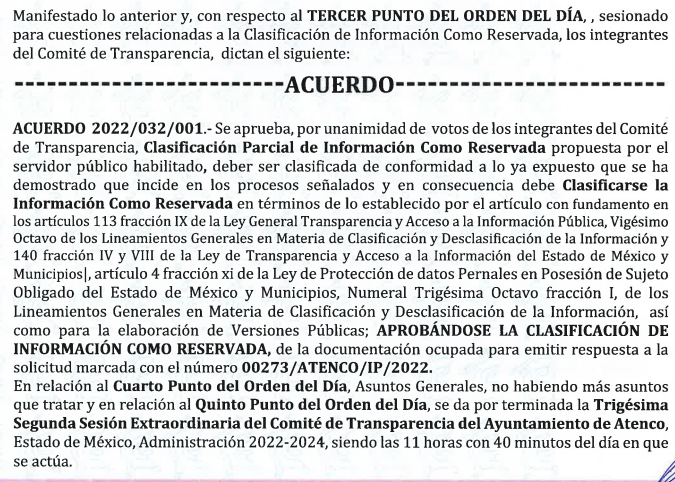 Manifestado lo anterior y, con respecto al TERCER PUNTO DEL ORDEN DEL DÍA, , sesionado
para cuestiones relacionadas a la Clasificación de Información Como Reservada, los integrantes
del Comité de Transparencia, dictan el siguiente:
---------------------------ACUERDO---------------------------
ACUERDO 2022/032/001.- Se aprueba, por unanimidad de votos de los integrantes del Comité
de Transparencia, Clasificación Parcial de Información Como Reservada propuesta por el
servidor público habilitado, deber ser clasificada de conformidad a lo ya expuesto que se ha
demostrado que incide en los procesos señalados y en consecuencia debe Clasificarse la
Información Como Reservada en términos de lo establecido por el artículo con fundamento en
los artículos 113 fracción IX de la Ley General Transparencia y Acceso a la Información Pública, Vigésimo
Octavo de los Lineamientos Generales en Materia de Clasificación y Desclasificación de la Información y
140 fracción IV y VIII de la Ley de Transparencia y Acceso a la Información del Estado de México y
Municipios|, artículo 4 fracción xi de la Ley de Protección de datos Pernales en Posesión de Sujeto
Obligado del Estado de México y Municipios, Numeral Trigésima Octavo fracción I, de los
Lineamientos Generales en Materia de Clasificación y Desclasificación de la Información, así
como para la elaboración de Versiones Públicas; APROBÁNDOSE LA CLASIFICACIÓN DE
INFORMACIÓN COMO RESERVADA, de la documentación ocupada para emitir respuesta a la
solicitud marcada con el número 00273/ATENCO/IP/2022.
En relación al Cuarto Punto del Orden del Día, Asuntos Generales, no habiendo más asuntos
que tratar y en relación al Quinto Punto del Orden del Día, se da por terminada la Trigésima
Segunda Sesión Extraordinaria del Comité de Transparencia del Ayuntamiento de Atenco,
Estado de México, Administración 2022-2024, siendo las 11 horas con 40 minutos del día en que
se actúa.